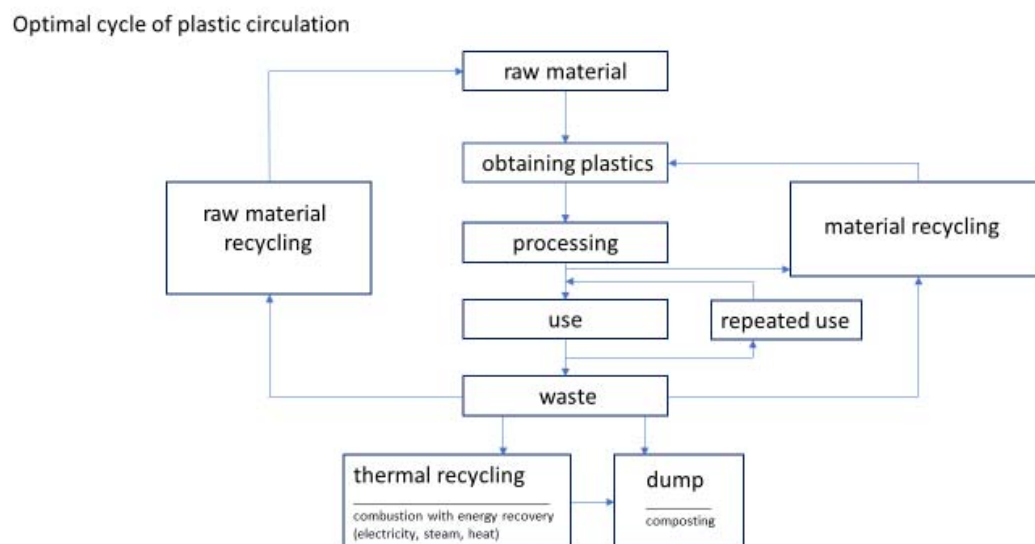 Optimal cycle of plastic circulation
raw material
obtaining plastics
raw material
recycling
material recycling
processing
use
repeated use
waste
thermal recycling
combustion with energy recovery
(electricity, steam, heat)
dump
composting